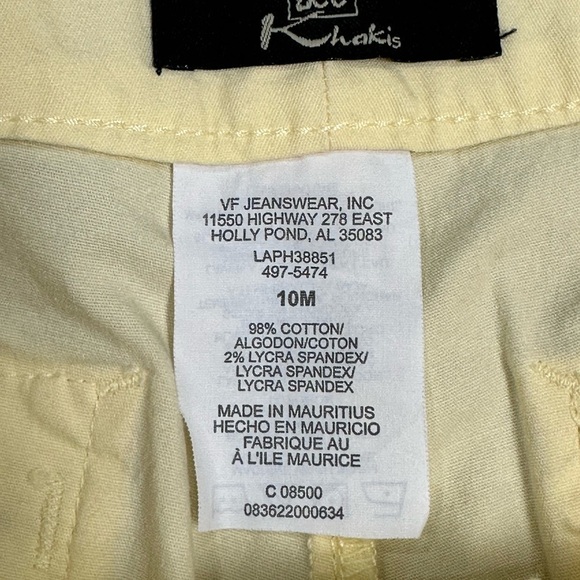 Khakis
VF JEANSWEAR, INC
11550 HIGHWAY 278 EAST
HOLLY POND, AL 35083
LAPH38851
497-5474
10M
98% COTTON/
ALGODON/COTON
2% LYCRA SPANDEX/
LYCRA SPANDEX/
LYCRA SPANDEX
MADE IN MAURITIUS
HECHO EN MAURICIO
FABRIQUE AU
À L'ILE MAURICE
C 08500
083622000634